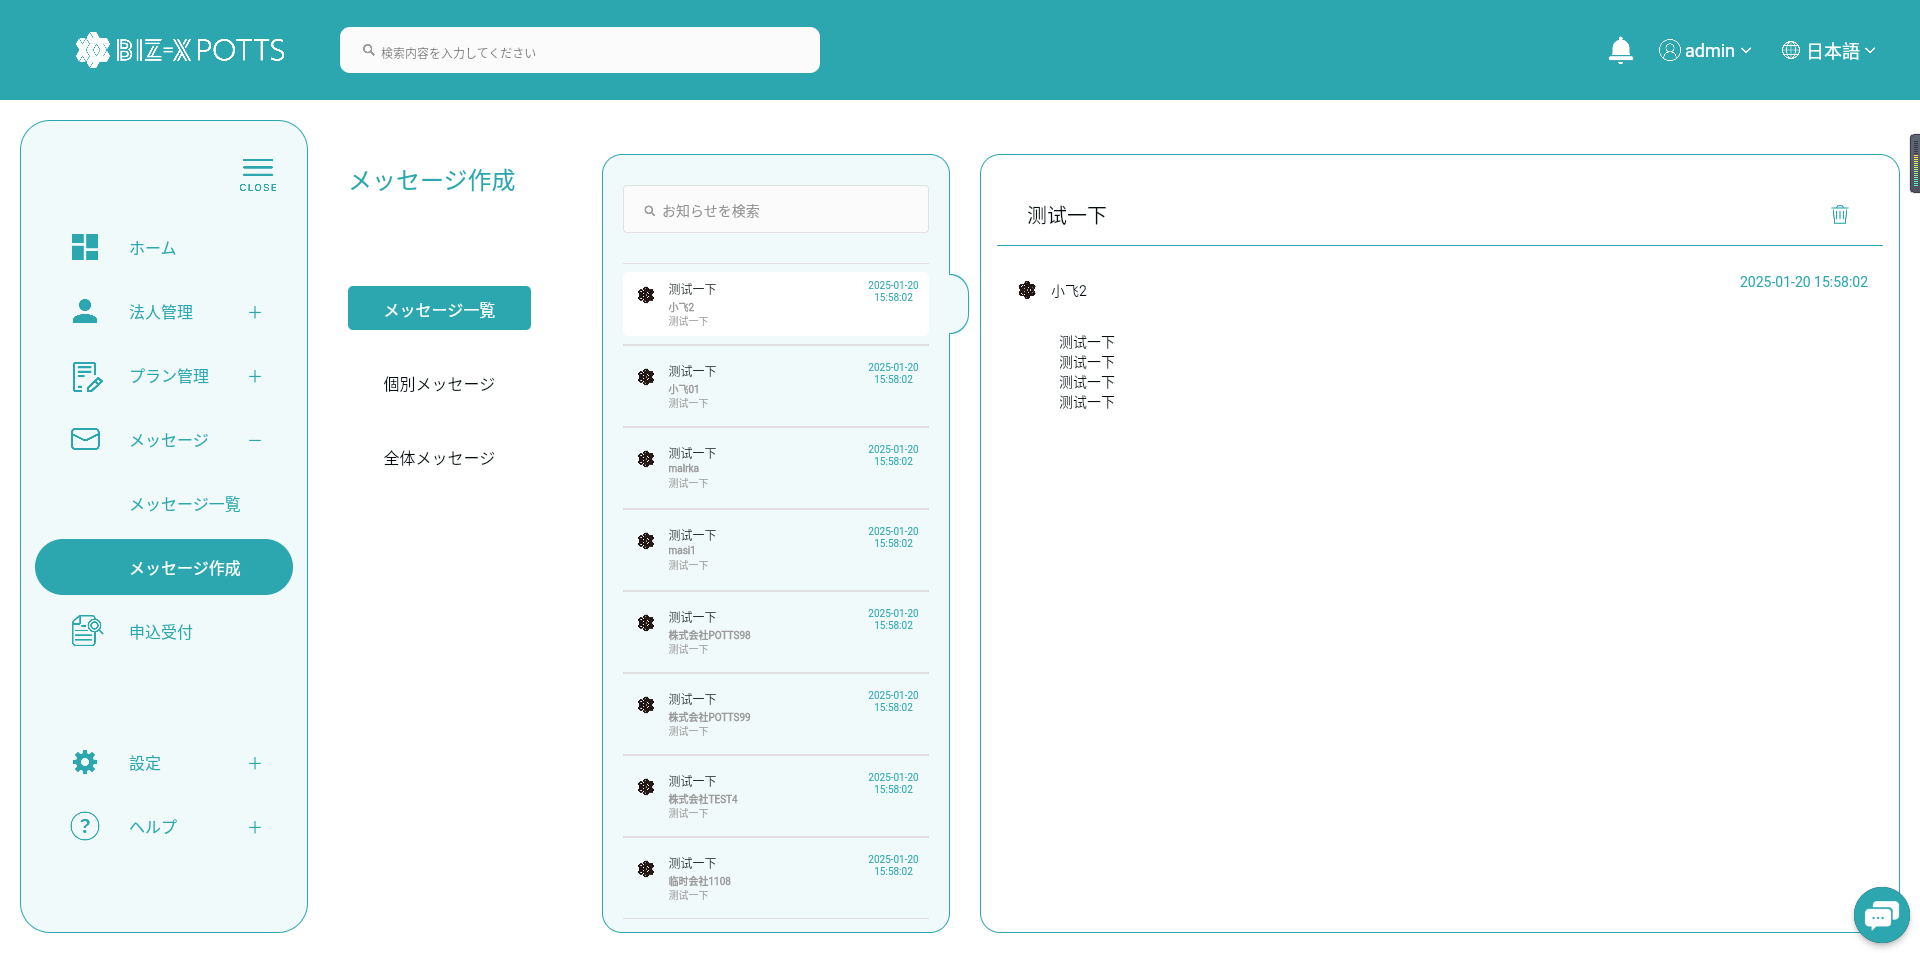 BIZ=X POTTS
検索内容を入力してください
admin
日本語
CLOSE
ホーム
法人管理
プラン管理
メッセージ
メッセージ一覧
メッセージ作成
申込受付
設定
ヘルプ
メッセージ作成
メッセージ一覧
個別メッセージ
全体メッセージ
お知らせを検索
测试一下
2025-01-20
15:58:02
小飞2
测试一下
测试一下
2025-01-20
15:58:02
小飞01
测试一下
测试一下
2025-01-20
15:58:02
malrka
测试一下
测试一下
2025-01-20
15:58:02
masi1
测试一下
测试一下
2025-01-20
15:58:02
株式会社POTTS98
测试一下
测试一下
2025-01-20
15:58:02
株式会社POTTS99
测试一下
测试一下
2025-01-20
15:58:02
株式会社TEST4
测试一下
测试一下
2025-01-20
15:58:02
临时会社1108
测试一下
测试一下
小飞2
2025-01-20 15:58:02
测试一下
测试一下
测试一下
测试一下